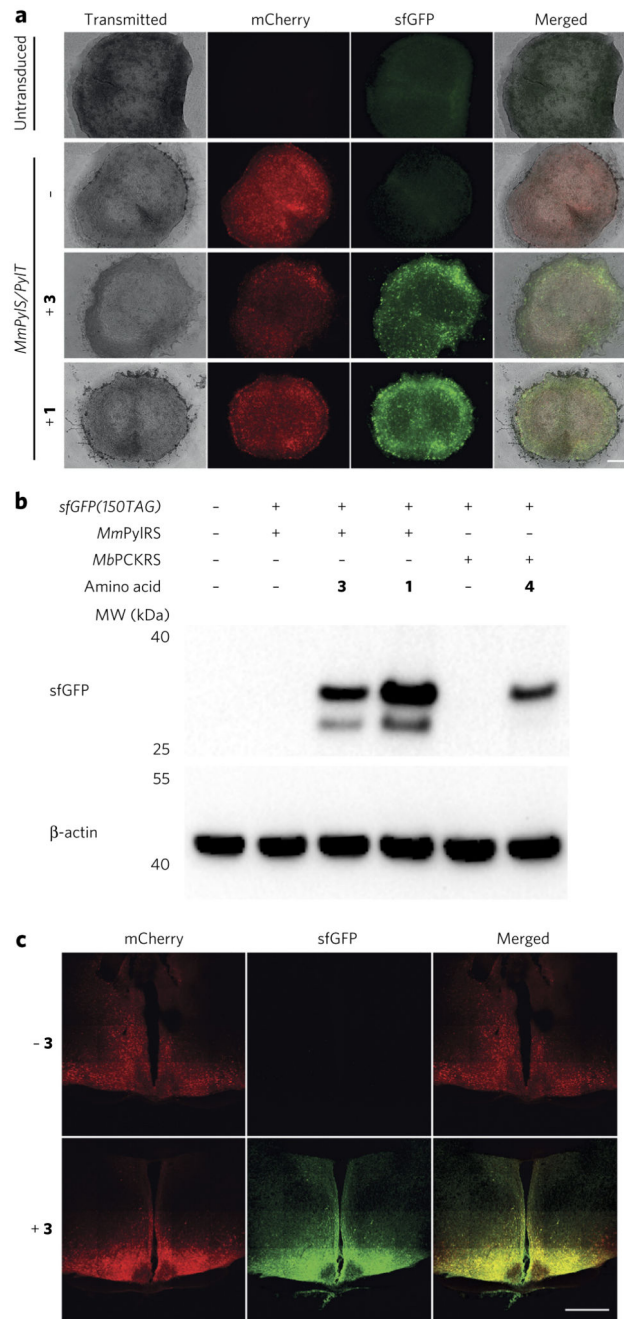 a
Transmitted mCherry sfGFP Merged
Untransduced
MmPylS/PylT
–
+ 3
+ 1
b
sfGFP(150TAG) – + + + + +
MmPylRS – + + + – –
MbPCKRS – – – – + +
Amino acid – – 3 1 – 4
MW (kDa)
40
sfGFP
25
55
β-actin
40
c
mCherry sfGFP Merged
– 3
+ 3